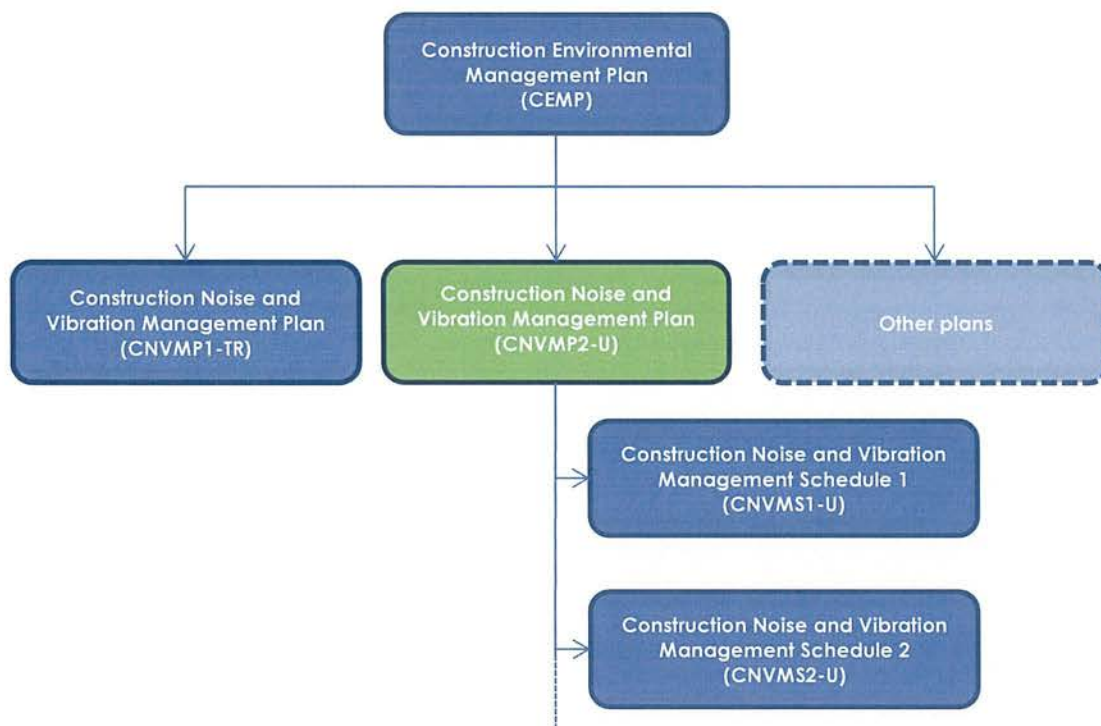 Construction Environmental
Management Plan
(CEMP)
Construction Noise and
Vibration Management Plan
(CNVMP1-TR)
Construction Noise and
Vibration Management Plan
(CNVMP2-U)
Other plans
Construction Noise and Vibration
Management Schedule 1
(CNVMS1-U)
Construction Noise and Vibration
Management Schedule 2
(CNVMS2-U)